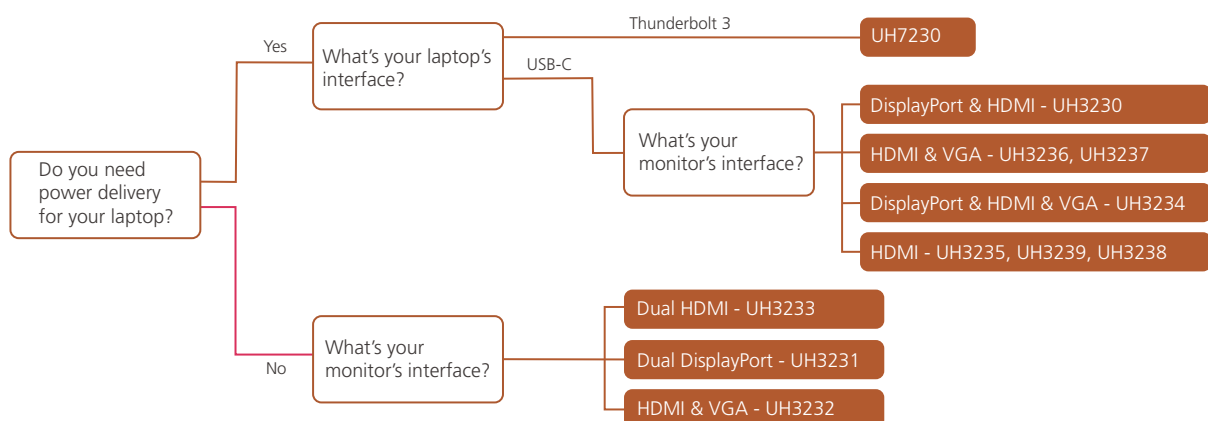 Do you need
power delivery
for your laptop?
Yes
What’s your laptop’s
interface?
Thunderbolt 3
UH7230
USB-C
What’s your
monitor’s interface?
DisplayPort & HDMI - UH3230
HDMI & VGA - UH3236, UH3237
DisplayPort & HDMI & VGA - UH3234
HDMI - UH3235, UH3239, UH3238
No
What’s your
monitor’s interface?
Dual HDMI - UH3233
Dual DisplayPort - UH3231
HDMI & VGA - UH3232